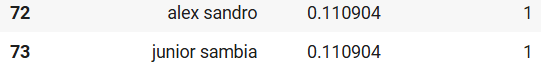 72 alex sandro 0.110904 1
73 junior sambia 0.110904 1